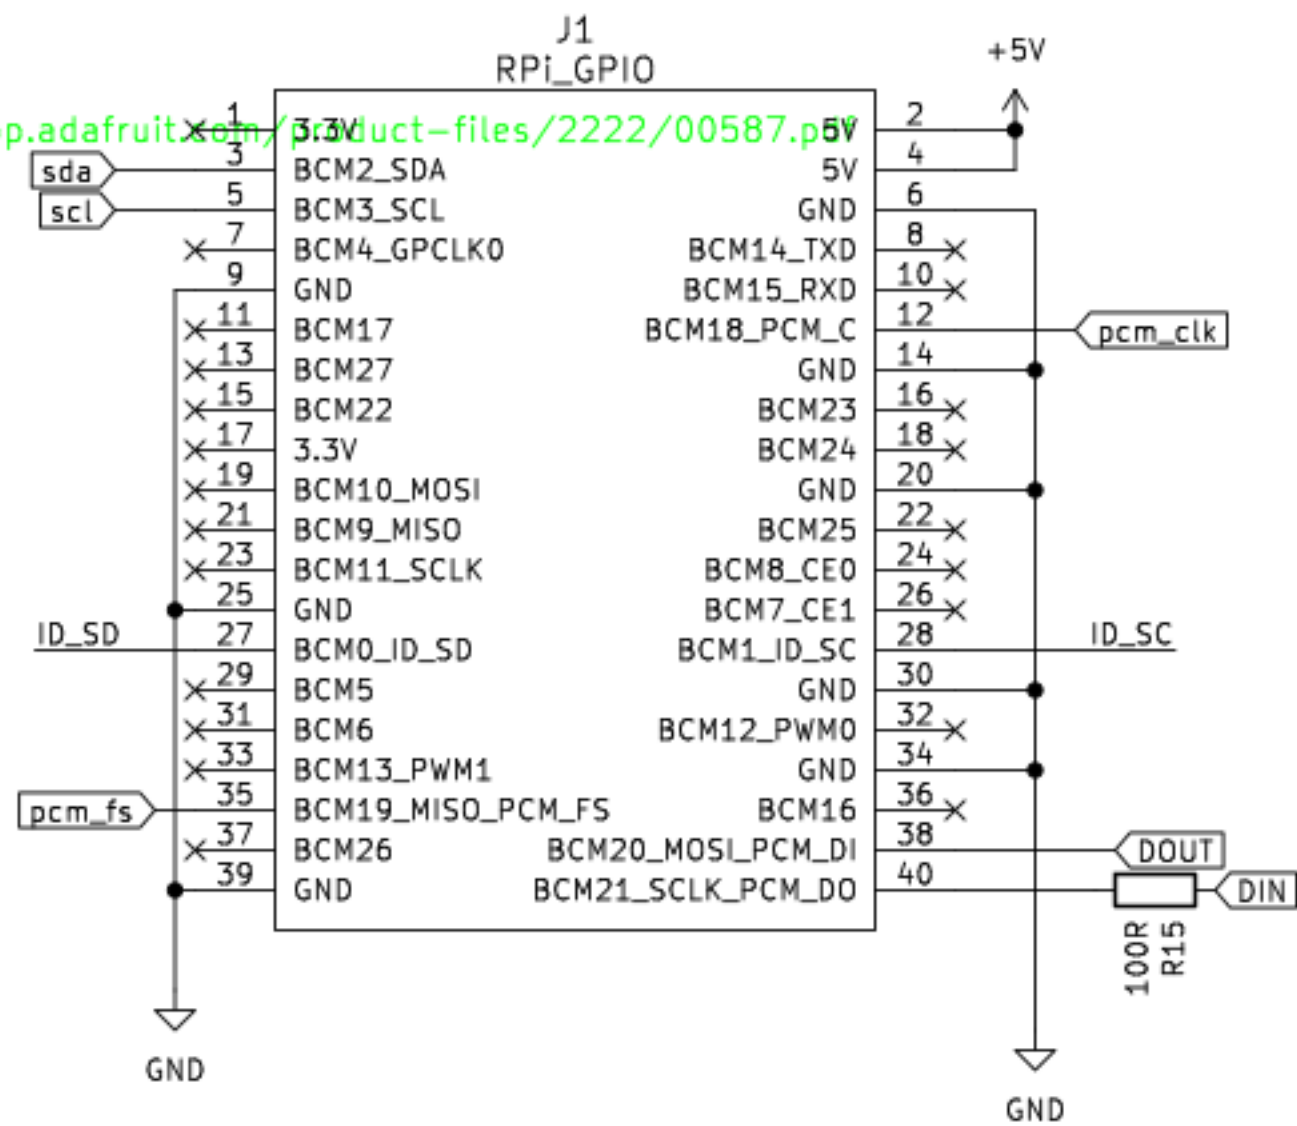 J1
RPi_GPIO
+5V
p.adafruit.com/product-files/2222/00587.pdf
1 3.3V 5V 2
sda 3 BCM2_SDA 5V 4
scl 5 BCM3_SCL GND 6
7 BCM4_GPCLK0 BCM14_TXD 8
9 GND BCM15_RXD 10
11 BCM17 BCM18_PCM_C 12 pcm_clk
13 BCM27 GND 14
15 BCM22 BCM23 16
17 3.3V BCM24 18
19 BCM10_MOSI GND 20
21 BCM9_MISO BCM25 22
23 BCM11_SCLK BCM8_CE0 24
25 GND BCM7_CE1 26
ID_SD 27 BCM0_ID_SD BCM1_ID_SC 28 ID_SC
29 BCM5 GND 30
31 BCM6 BCM12_PWM0 32
33 BCM13_PWM1 GND 34
pcm_fs 35 BCM19_MISO_PCM_FS BCM16 36
37 BCM26 BCM20_MOSI_PCM_DI 38 DOUT
39 GND BCM21_SCLK_PCM_DO 40 DIN
100R
R15
GND
GND